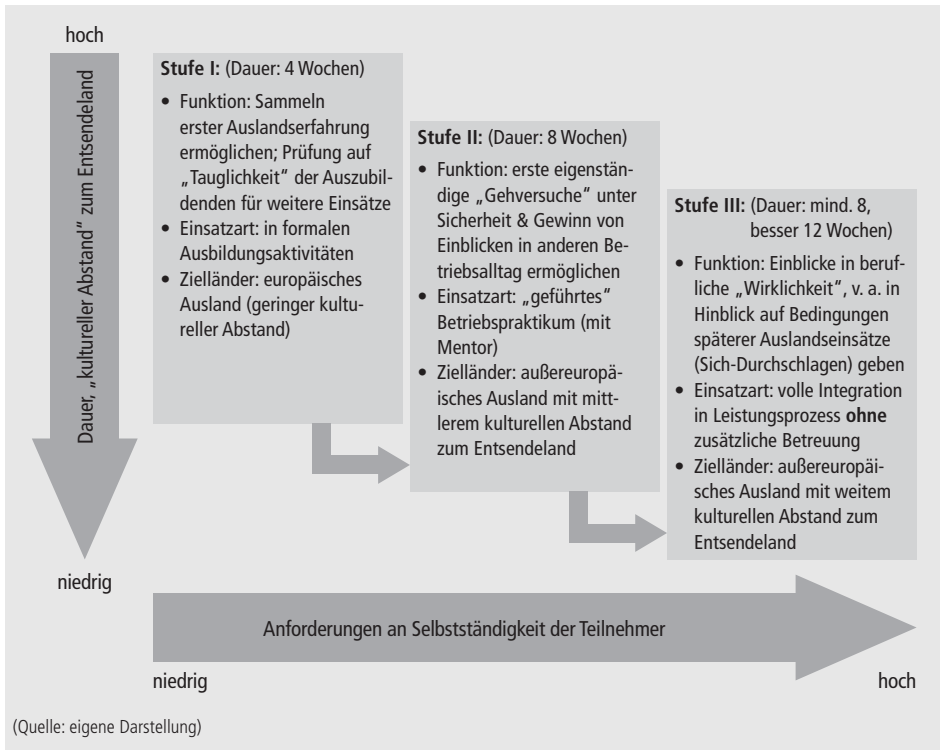 hoch
Dauer, „kultureller Abstand“ zum Entsendeland
niedrig
Stufe I: (Dauer: 4 Wochen)
• Funktion: Sammeln
erster Auslandserfahrung
ermöglichen; Prüfung auf
„Tauglichkeit“ der Auszubil-
denden für weitere Einsätze
• Einsatzart: in formalen
Ausbildungsaktivitäten
• Zielländer: europäisches
Ausland (geringer kultu-
reller Abstand)
Stufe II: (Dauer: 8 Wochen)
• Funktion: erste eigenstän-
dige „Gehversuche“ unter
Sicherheit & Gewinn von
Einblicken in anderen Be-
triebsalltag ermöglichen
• Einsatzart: „geführtes“
Betriebspraktikum (mit
Mentor)
• Zielländer: außereuropä-
isches Ausland mit mitt-
lerem kulturellen Abstand
zum Entsendeland
Stufe III: (Dauer: mind. 8,
besser 12 Wochen)
• Funktion: Einblicke in beruf-
liche „Wirklichkeit“, v. a. in
Hinblick auf Bedingungen
späterer Auslandseinsätze
(Sich-Durchschlagen) geben
• Einsatzart: volle Integration
in Leistungsprozess ohne
zusätzliche Betreuung
• Zielländer: außereuropäi-
sches Ausland mit weitem
kulturellen Abstand zum
Entsendeland
Anforderungen an Selbstständigkeit der Teilnehmer
niedrig
hoch
(Quelle: eigene Darstellung)